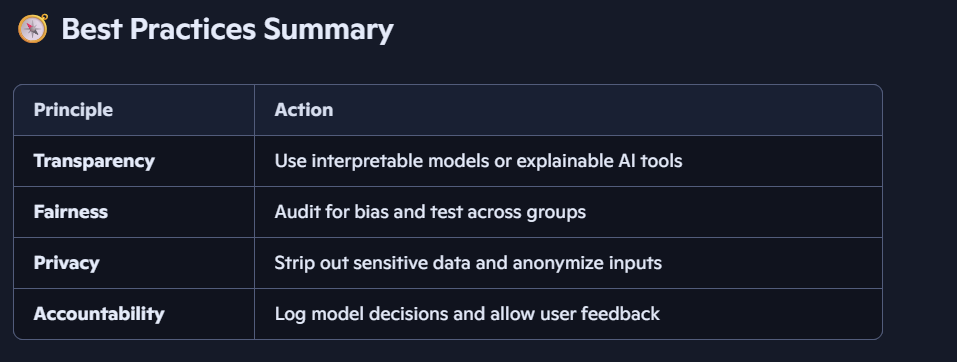 Best Practices Summary
Principle Action
Transparency Use interpretable models or explainable AI tools
Fairness Audit for bias and test across groups
Privacy Strip out sensitive data and anonymize inputs
Accountability Log model decisions and allow user feedback